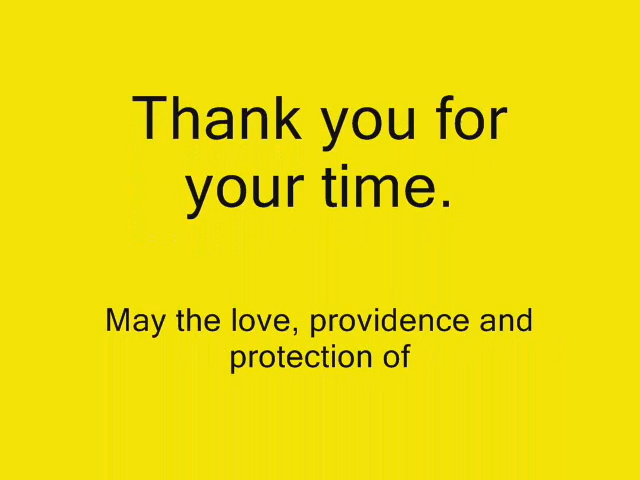 Thank you for
your time.
May the love, providence and
protection of